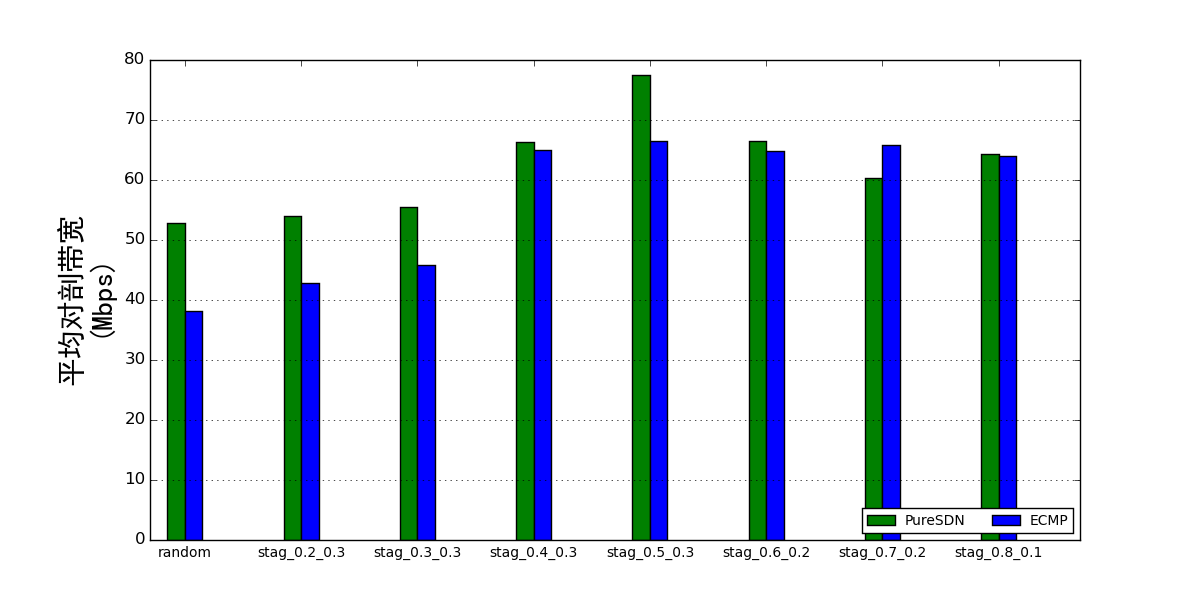 平均对剖带宽
(Mbps)
80
70
60
50
40
30
20
10
0
random stag_0.2_0.3 stag_0.3_0.3 stag_0.4_0.3 stag_0.5_0.3 stag_0.6_0.2 stag_0.7_0.2 stag_0.8_0.1
PureSDN ECMP